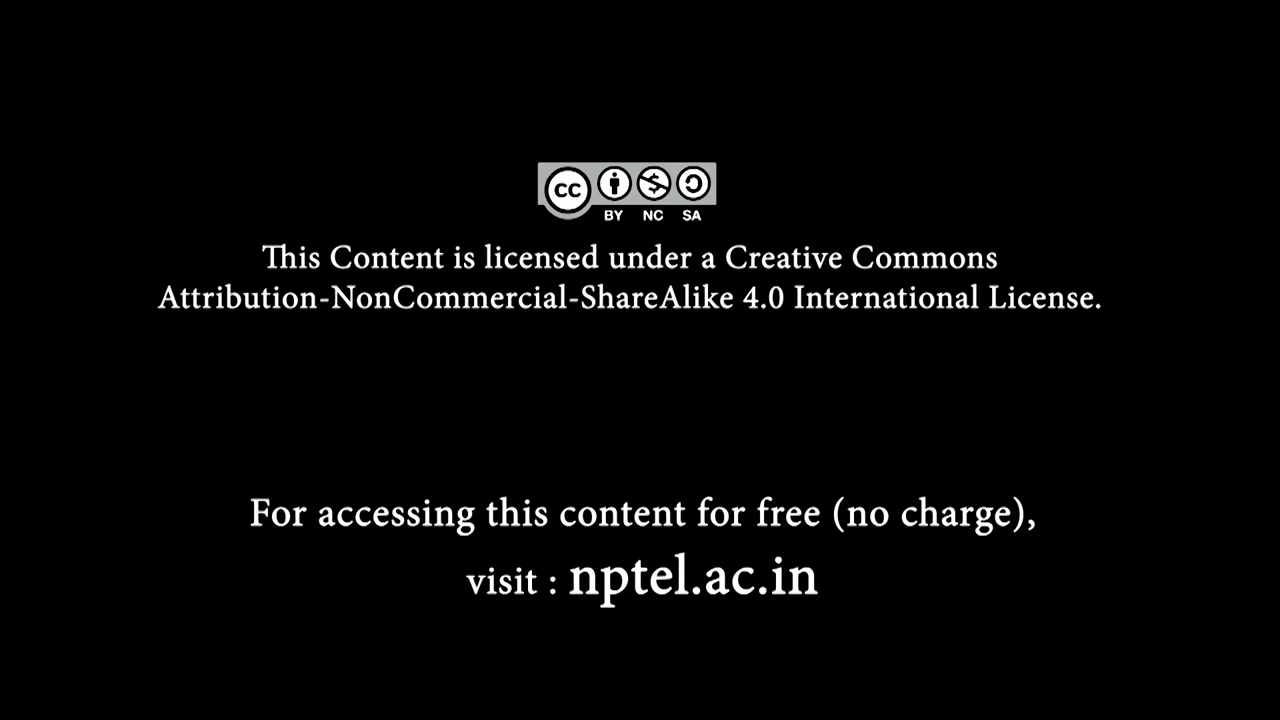 cc
BY NC SA
This Content is licensed under a Creative Commons
Attribution-NonCommercial-ShareAlike 4.0 International License.
For accessing this content for free (no charge),
visit : nptel.ac.in